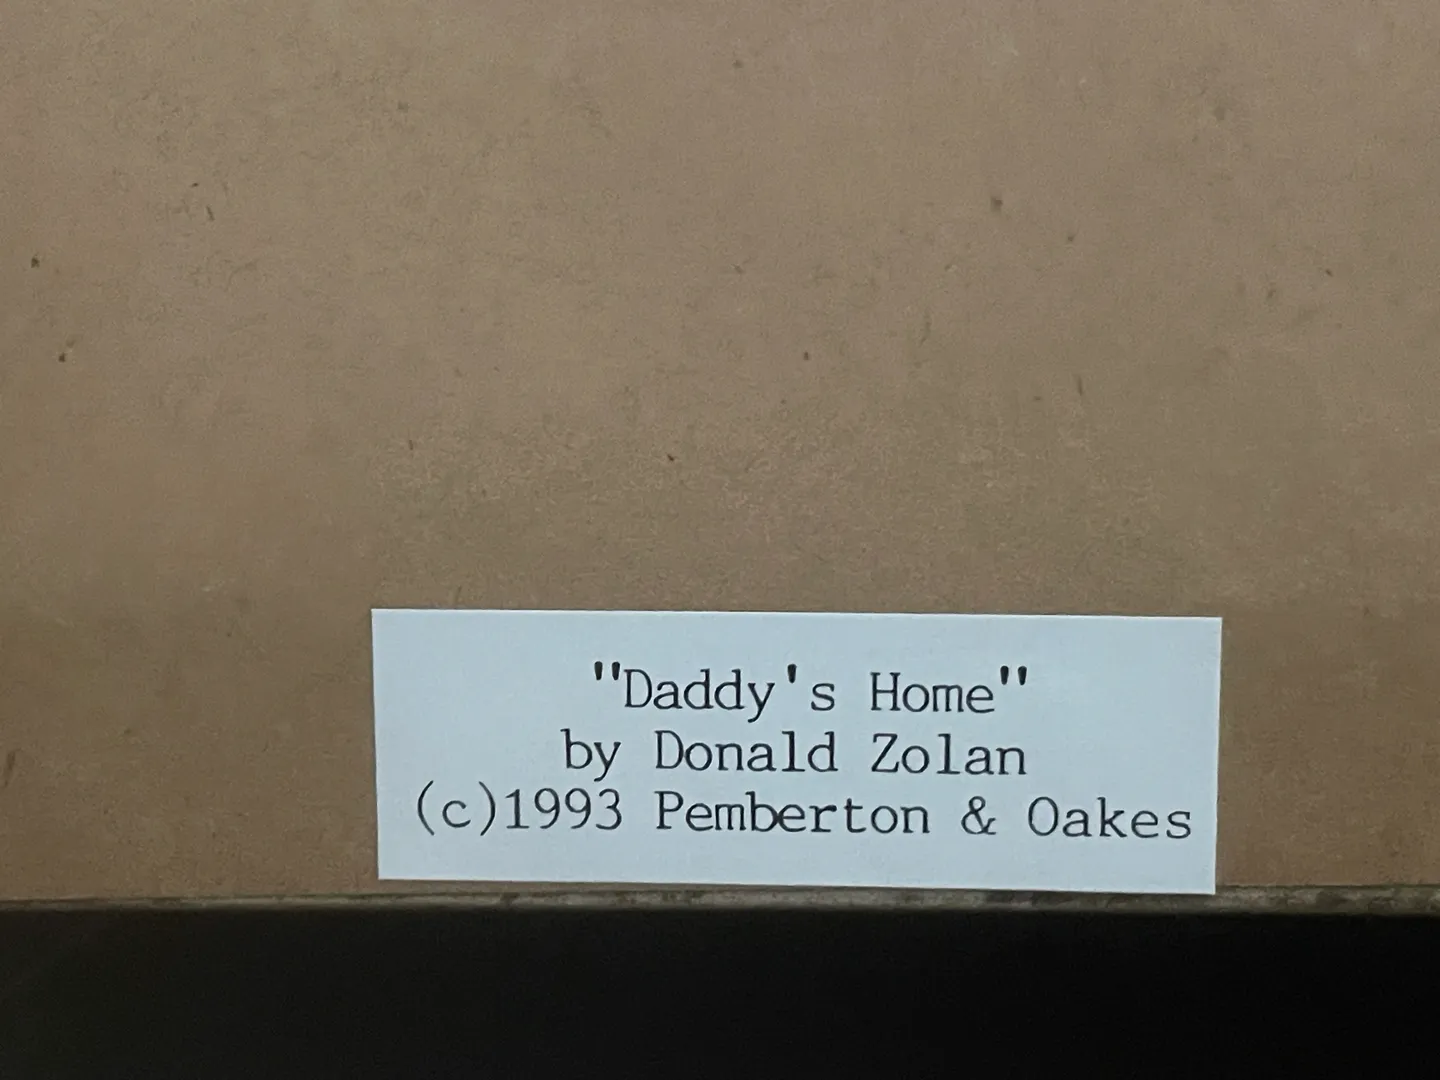 "Daddy's Home"
by Donald Zolan
(c)1993 Pemberton & Oakes